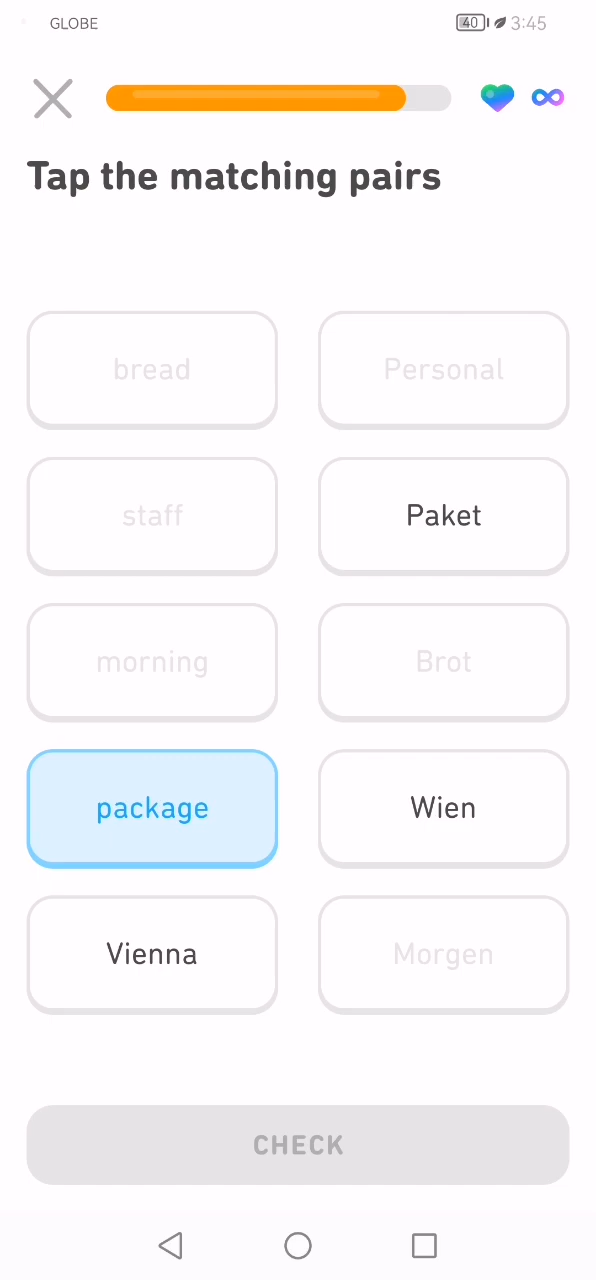 GLOBE 40 3:45
Tap the matching pairs
bread Personal
staff Paket
morning Brot
package Wien
Vienna Morgen
CHECK